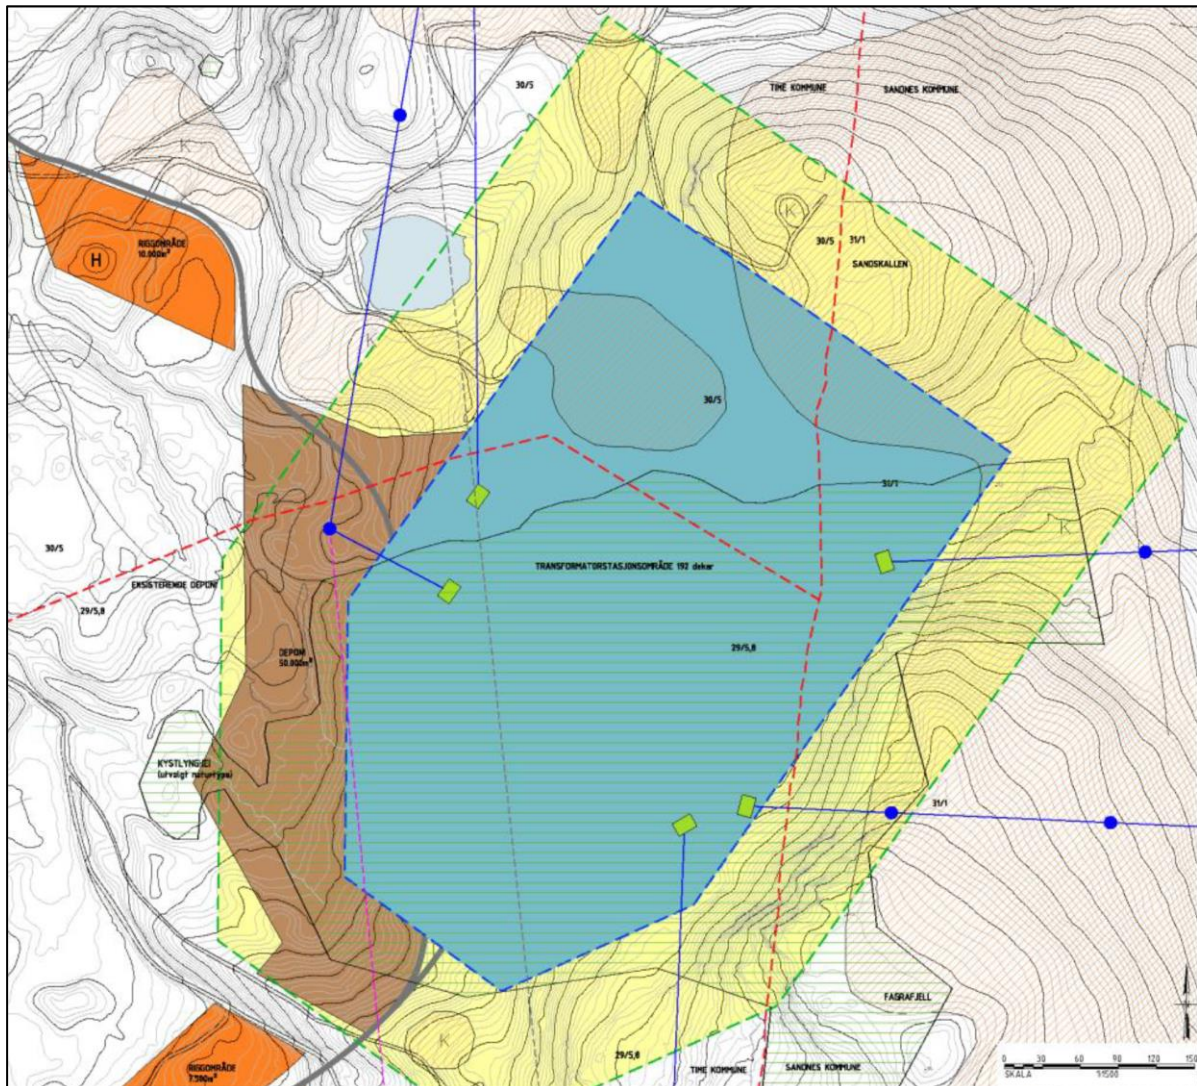 30/5
TIME KOMMUNE
SANDNES KOMMUNE
K
K
RIGGOMRÅDE
10.000m²
H
30/5
31/1
SANDSKALLEN
K
30/5
31/1
K
30/5
EKSISTERENDE DEPONI
TRANSFORMATORSTASJONSOMRÅDE 192 dekar
29/5,8
29/5,8
DEPONI
50.000m³
KYSTLYNGHEI
(utvalgt naturtype)
31/1
FAGRAFJELL
K
29/5,8
RIGGOMRÅDE
7.500m²
TIME KOMMUNE
SANDNES KOMMUNE
0 30 60 90 120 150
SKALA 1:1500